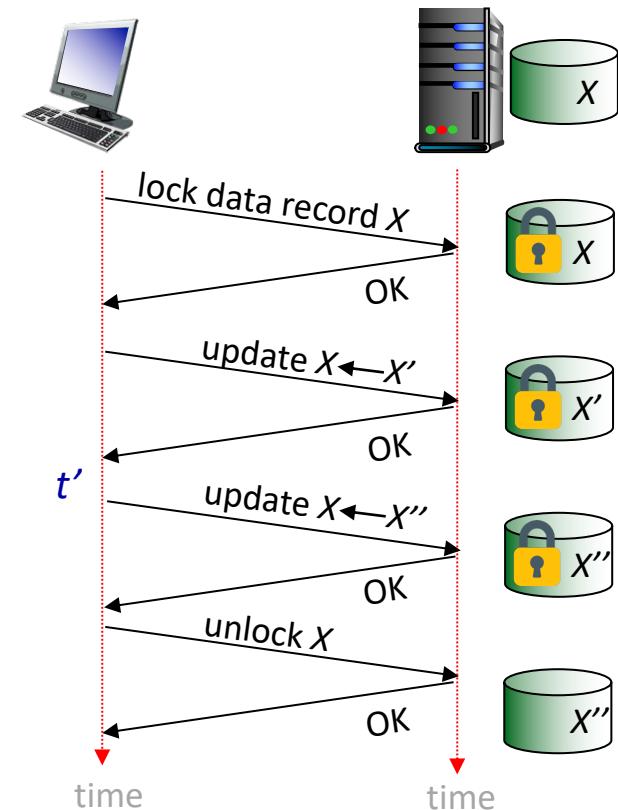 X
lock data record X
X
OK
update X←X’
X’
OK
t’
update X←X’’
X’’
OK
unlock X
X’’
OK
time
time